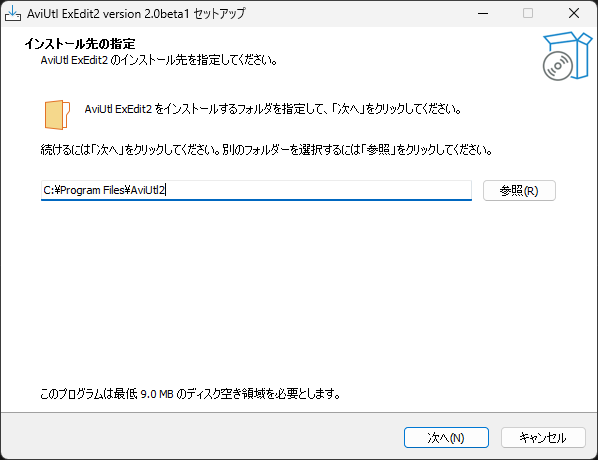 AviUtl ExEdit2 version 2.0beta1 セットアップ
インストール先の指定
AviUtl ExEdit2 のインストール先を指定してください。
AviUtl ExEdit2 をインストールするフォルダを指定して、「次へ」をクリックしてください。
続けるには「次へ」をクリックしてください。別のフォルダーを選択するには「参照」をクリックしてください。
C:¥Program Files¥AviUtl2
参照(R)
このプログラムは最低 9.0 MB のディスク空き領域を必要とします。
次へ(N)
キャンセル